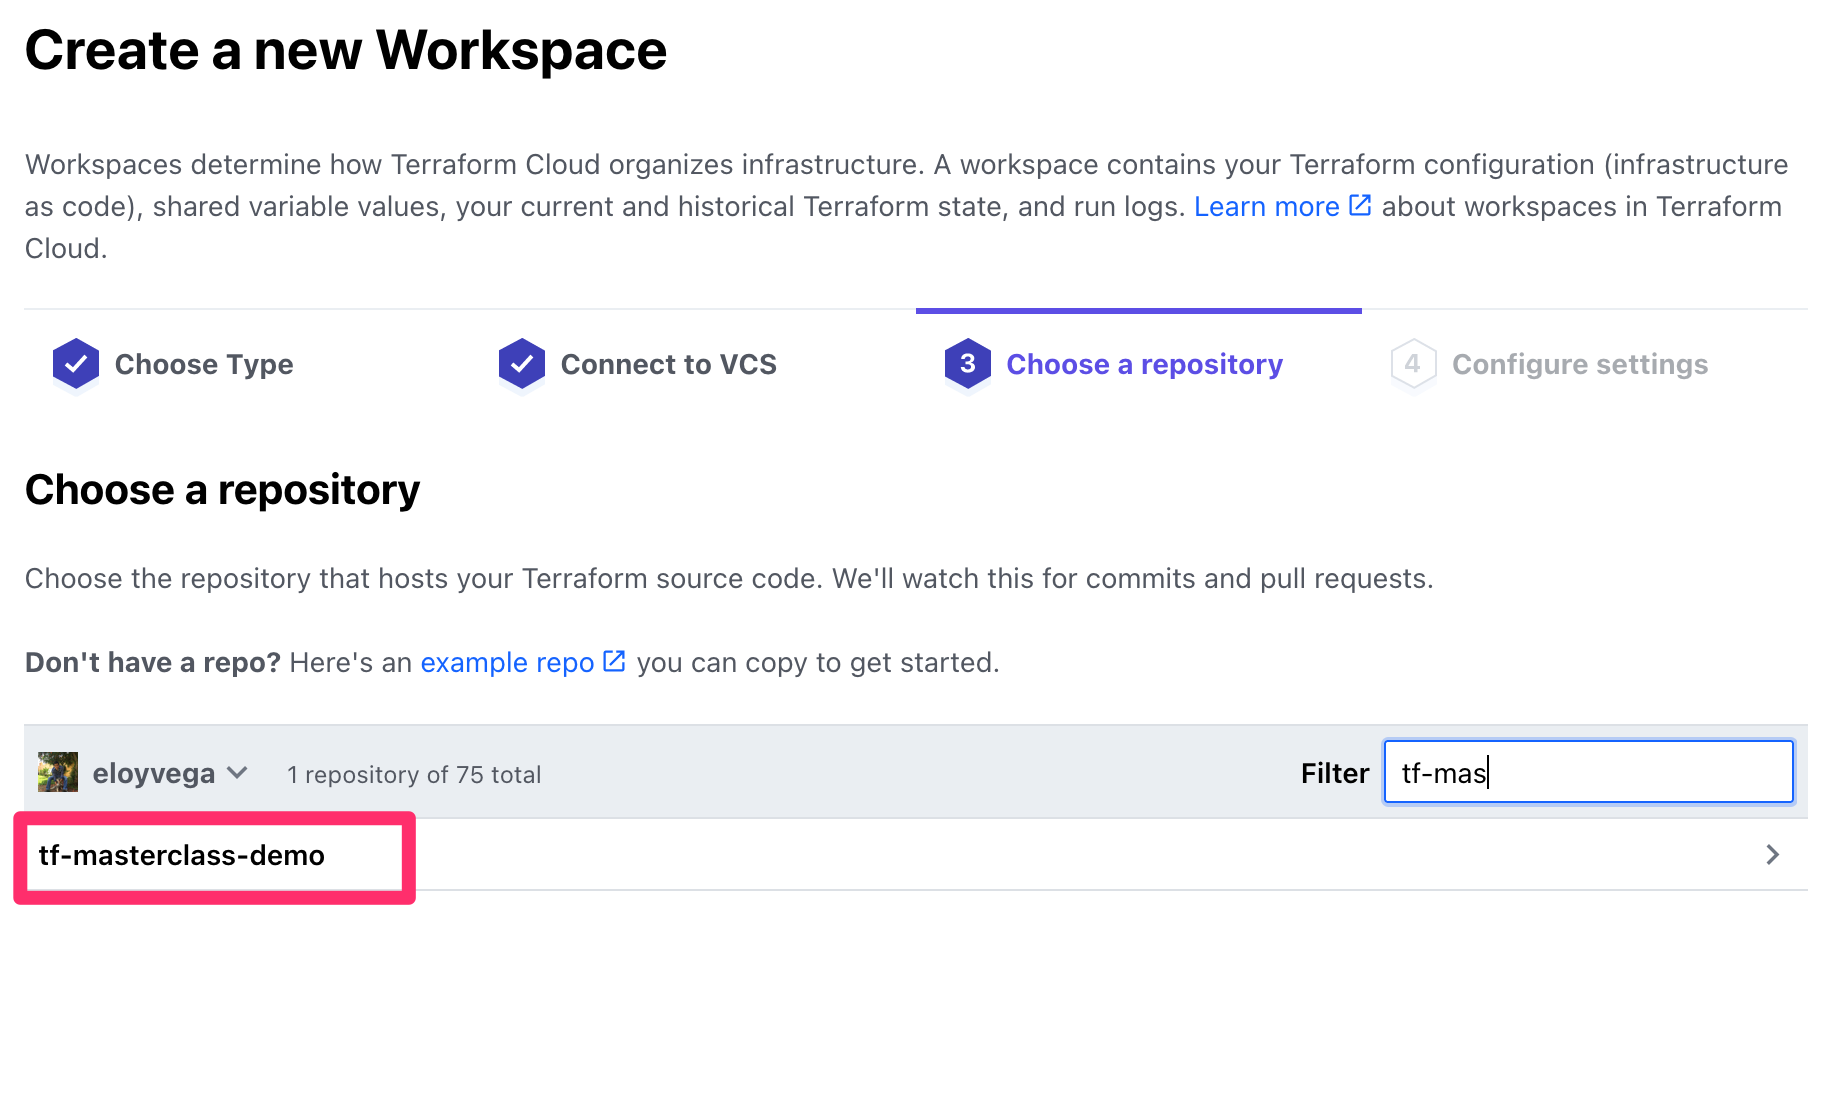 Create a new Workspace
Workspaces determine how Terraform Cloud organizes infrastructure. A workspace contains your Terraform configuration (infrastructure
as code), shared variable values, your current and historical Terraform state, and run logs. Learn more about workspaces in Terraform
Cloud.
Choose Type
Connect to VCS
3 Choose a repository
4 Configure settings
Choose a repository
Choose the repository that hosts your Terraform source code. We'll watch this for commits and pull requests.
Don't have a repo? Here's an example repo you can copy to get started.
eloyvega 1 repository of 75 total Filter tf-mas
tf-masterclass-demo